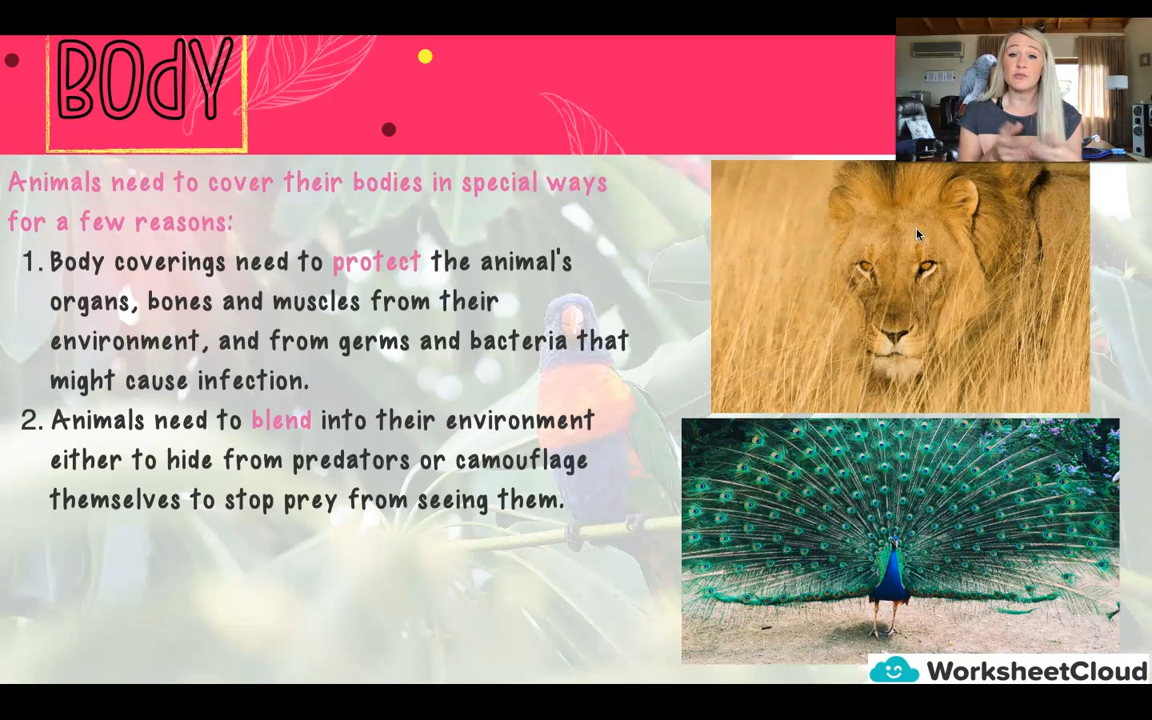 BOdY
Animals need to cover their bodies in special ways
for a few reasons:
1. Body coverings need to protect the animal's
organs, bones and muscles from their
environment, and from germs and bacteria that
might cause infection.
2. Animals need to blend into their environment
either to hide from predators or camouflage
themselves to stop prey from seeing them.
WorksheetCloud